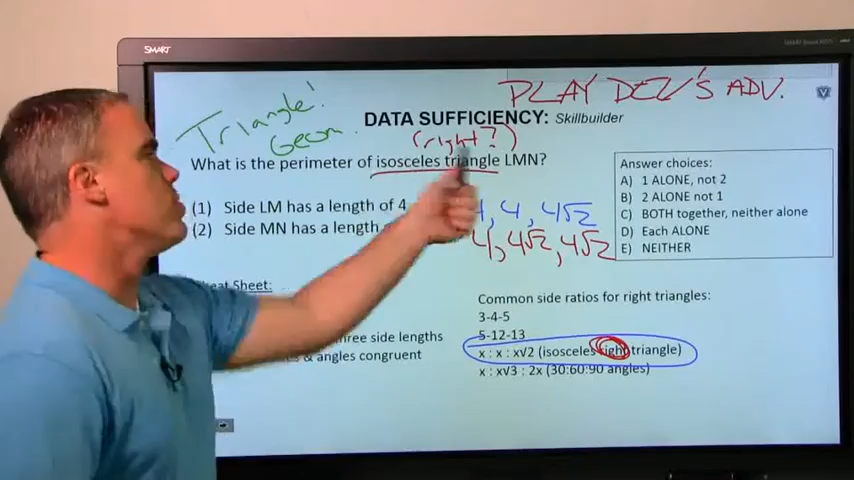 SMART
PLAY DEV'S ADV.
Triangle!
Geom.
DATA SUFFICIENCY: Skillbuilder
(right?)
What is the perimeter of isosceles triangle LMN?
(1) Side LM has a length of 4
4, 4, 4√2
(2) Side MN has a length
4, 4√2, 4√2
Answer choices:
A) 1 ALONE, not 2
B) 2 ALONE not 1
C) BOTH together, neither alone
D) Each ALONE
E) NEITHER
eat Sheet:
ree side lengths
& angles congruent
Common side ratios for right triangles:
3-4-5
5-12-13
x : x : x√2 (isosceles right triangle)
x : x√3 : 2x (30:60:90 angles)